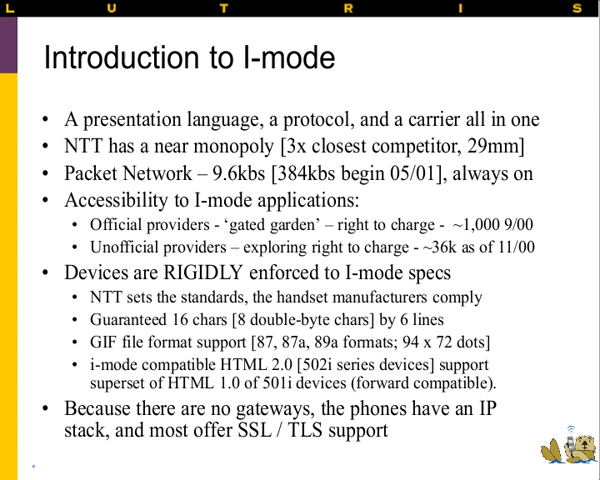 L U T R I S
Introduction to I-mode
• A presentation language, a protocol, and a carrier all in one
• NTT has a near monopoly [3x closest competitor, 29mm]
• Packet Network – 9.6kbs [384kbs begin 05/01], always on
• Accessibility to I-mode applications:
• Official providers - ‘gated garden’ – right to charge - ~1,000 9/00
• Unofficial providers – exploring right to charge - ~36k as of 11/00
• Devices are RIGIDLY enforced to I-mode specs
• NTT sets the standards, the handset manufacturers comply
• Guaranteed 16 chars [8 double-byte chars] by 6 lines
• GIF file format support [87, 87a, 89a formats; 94 x 72 dots]
• i-mode compatible HTML 2.0 [502i series devices] support
superset of HTML 1.0 of 501i devices (forward compatible).
• Because there are no gateways, the phones have an IP
stack, and most offer SSL / TLS support